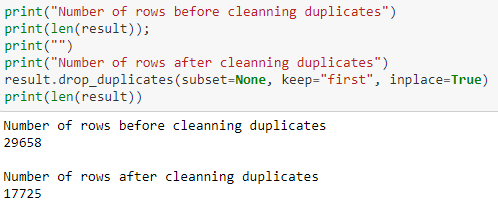 print("Number of rows before cleanning duplicates")
print(len(result));
print("")
print("Number of rows after cleanning duplicates")
result.drop_duplicates(subset=None, keep="first", inplace=True)
print(len(result))
Number of rows before cleanning duplicates
29658
Number of rows after cleanning duplicates
17725